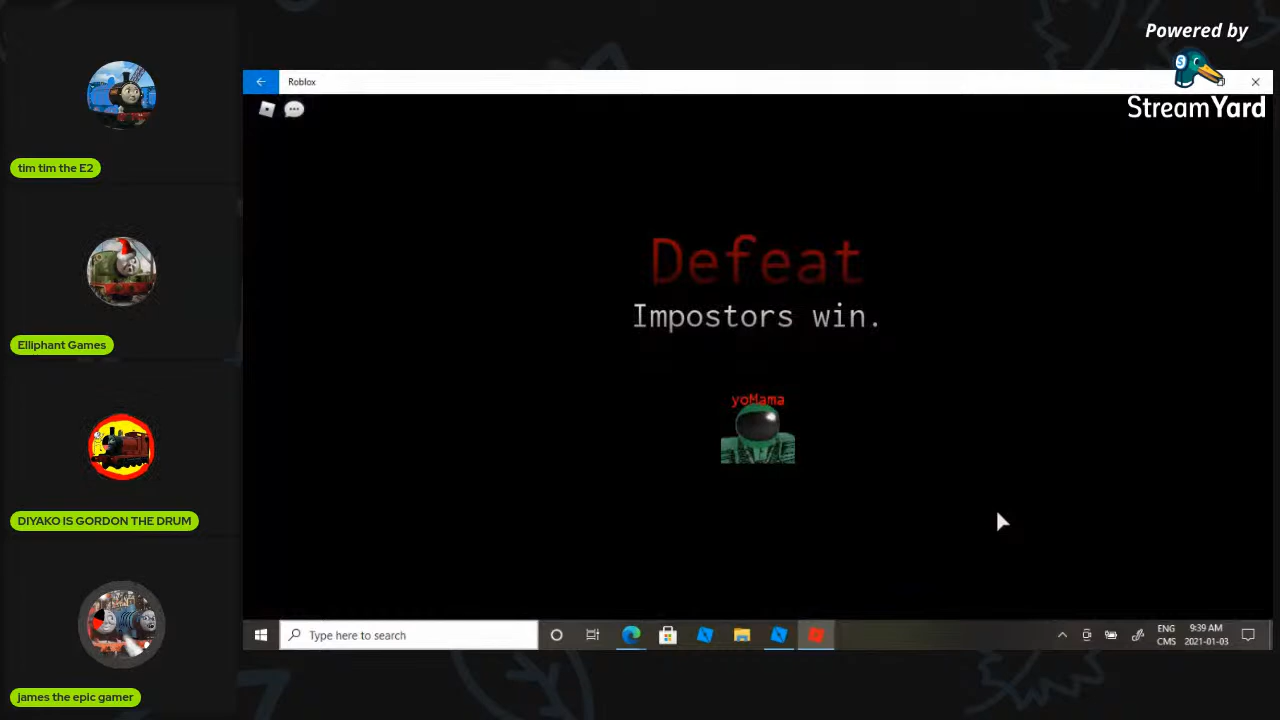 Powered by
StreamYard
tim tim the E2
Elliphant Games
DIYAKO IS GORDON THE DRUM
james the epic gamer
Roblox
Defeat
Impostors win.
yoMama
Type here to search
ENG
CMS
9:39 AM
2021-01-03